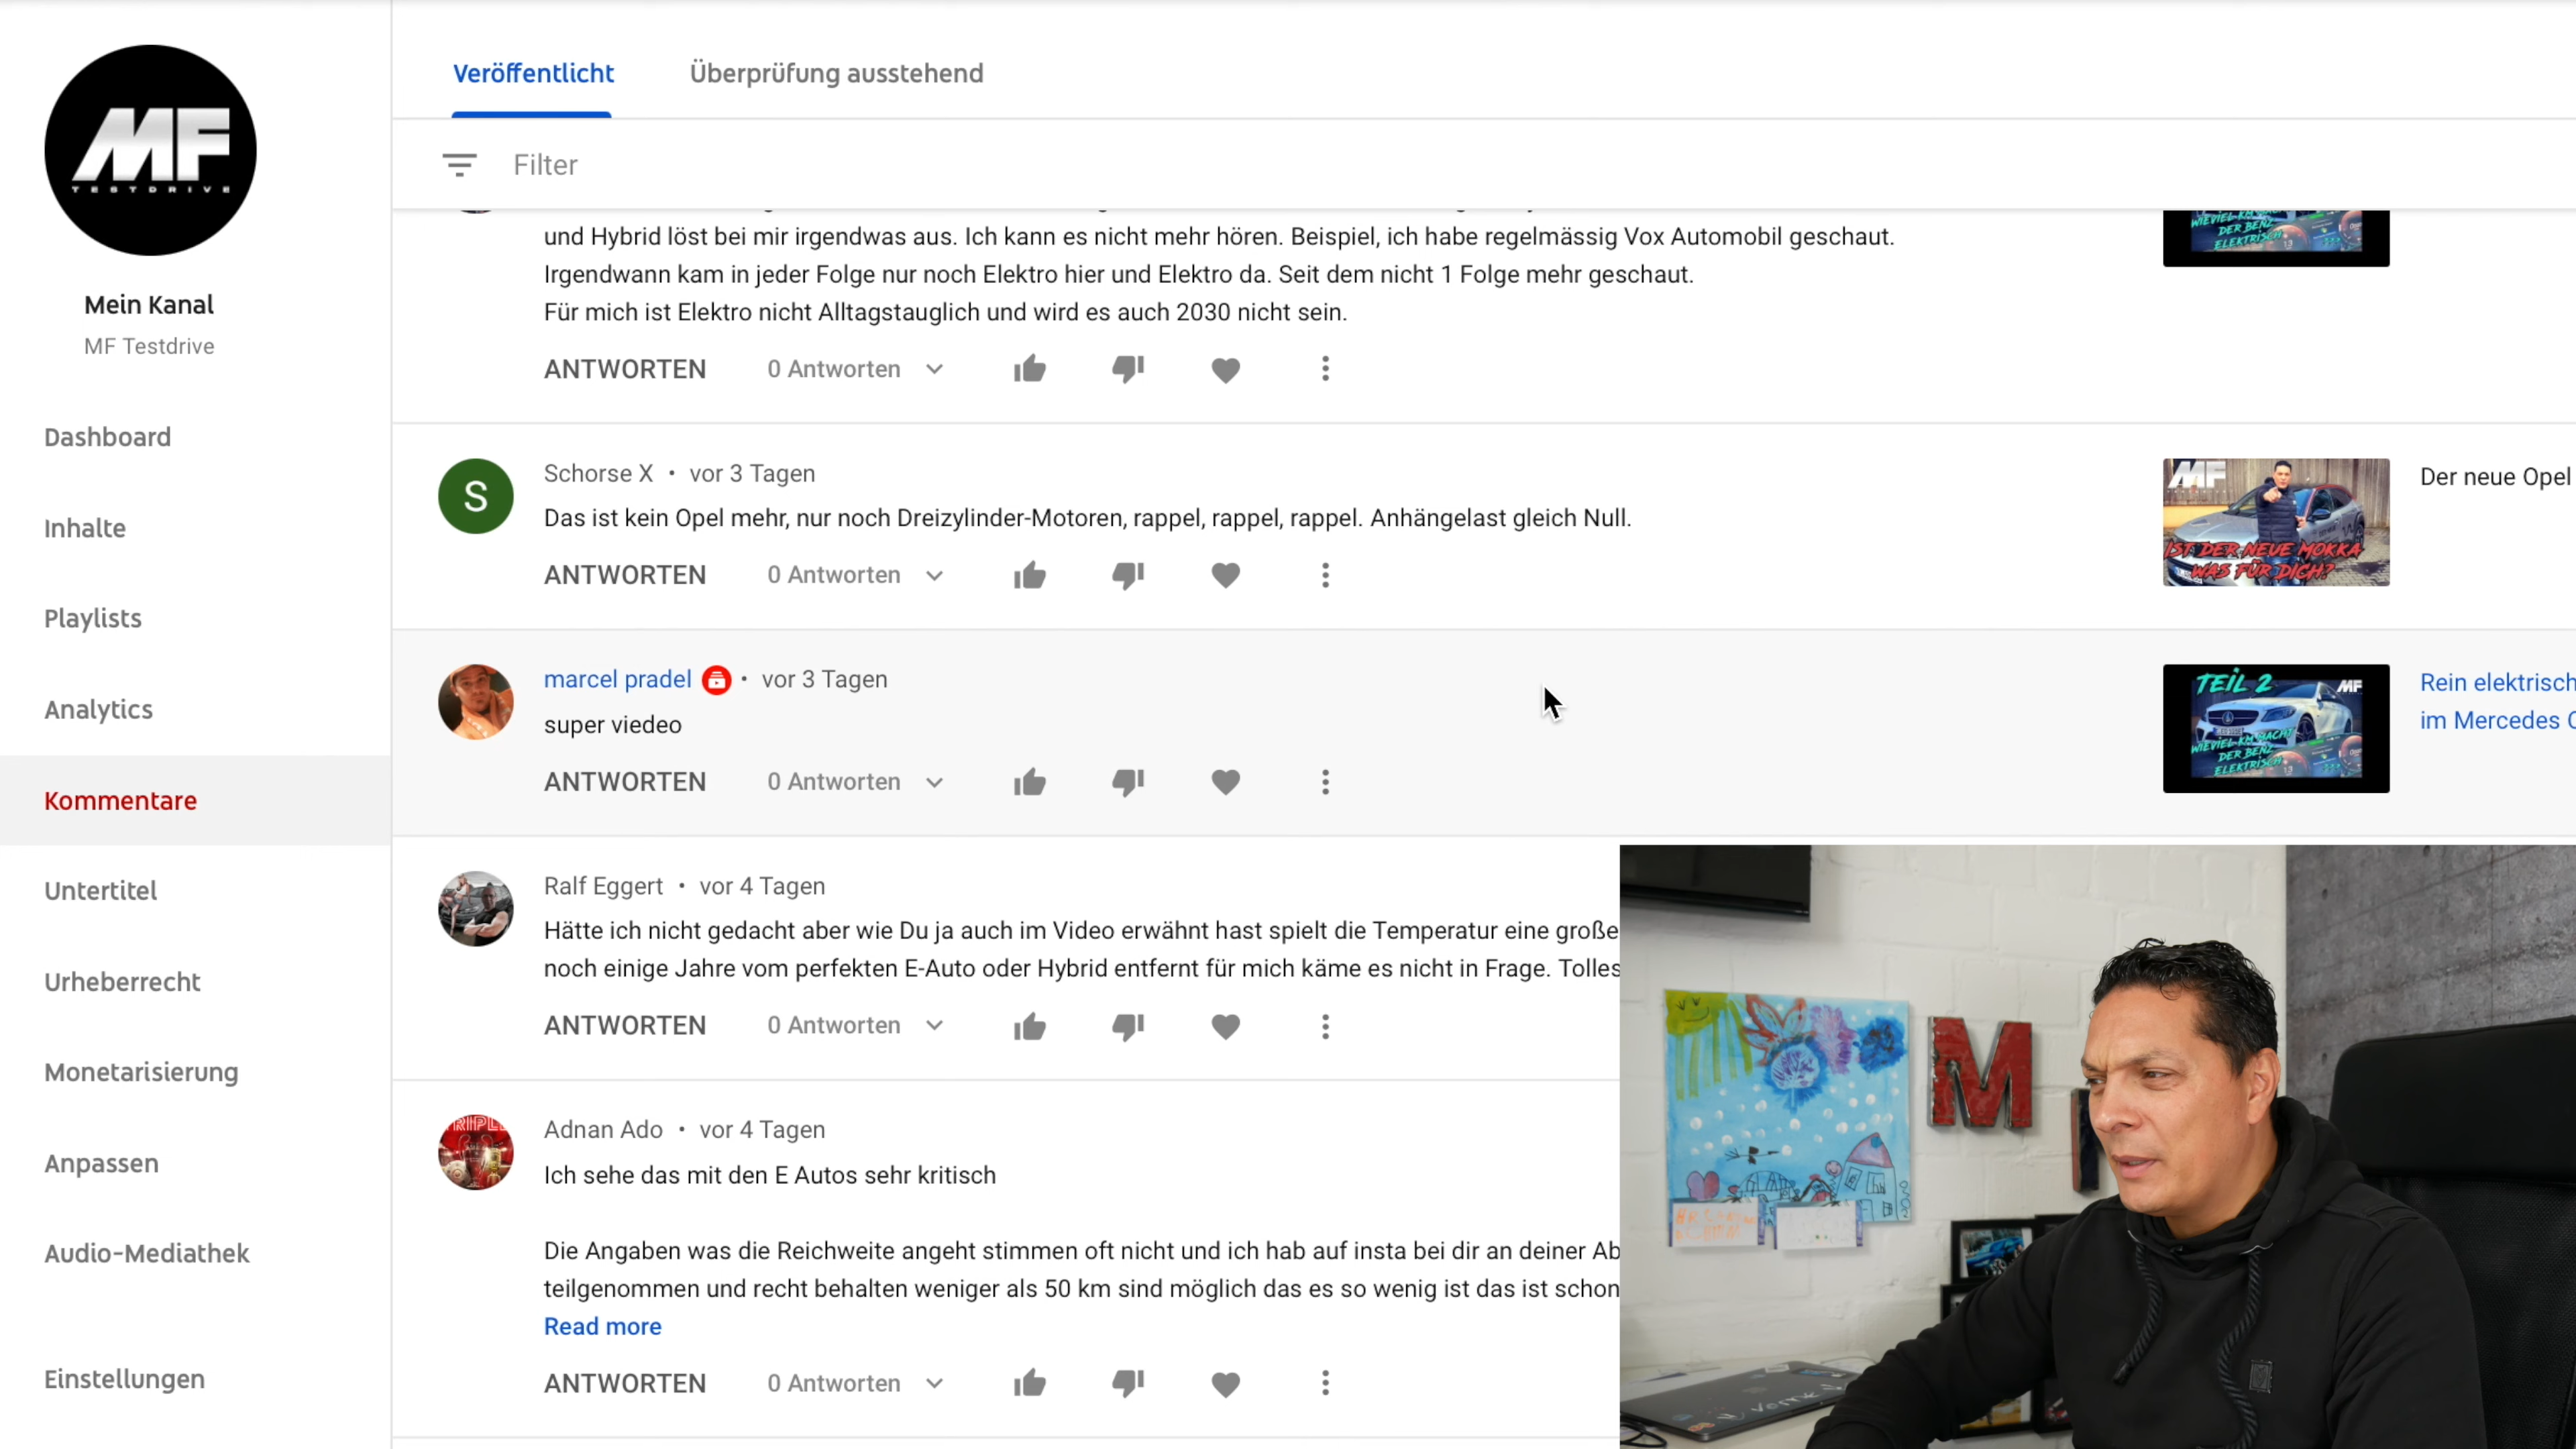 MF
TESTDRIVE
Mein Kanal
MF Testdrive
Dashboard
Inhalte
Playlists
Analytics
Kommentare
Untertitel
Urheberrecht
Monetarisierung
Anpassen
Audio-Mediathek
Einstellungen
Veröffentlicht
Überprüfung ausstehend
Filter
und Hybrid löst bei mir irgendwas aus. Ich kann es nicht mehr hören. Beispiel, ich habe regelmässig Vox Automobil geschaut.
Irgendwann kam in jeder Folge nur noch Elektro hier und Elektro da. Seit dem nicht 1 Folge mehr geschaut.
Für mich ist Elektro nicht Alltagstauglich und wird es auch 2030 nicht sein.
ANTWORTEN 0 Antworten
DER BENZ
ELEKTRISCH
Schorse X • vor 3 Tagen
S
Das ist kein Opel mehr, nur noch Dreizylinder-Motoren, rappel, rappel, rappel. Anhängelast gleich Null.
ANTWORTEN 0 Antworten
MF
IST DER NEUE MOKKA
WAS FÜR DICH?
Der neue Opel
marcel pradel • vor 3 Tagen
super viedeo
ANTWORTEN 0 Antworten
TEIL 2
MF
WIEVIEL KM MACHT
DER BENZ
ELEKTRISCH
Rein elektrisch
im Mercedes
Ralf Eggert • vor 4 Tagen
Hätte ich nicht gedacht aber wie Du ja auch im Video erwähnt hast spielt die Temperatur eine große
noch einige Jahre vom perfekten E-Auto oder Hybrid entfernt für mich käme es nicht in Frage. Tolles
ANTWORTEN 0 Antworten
Adnan Ado • vor 4 Tagen
Ich sehe das mit den E Autos sehr kritisch
Die Angaben was die Reichweite angeht stimmen oft nicht und ich hab auf insta bei dir an deiner Ab
teilgenommen und recht behalten weniger als 50 km sind möglich das es so wenig ist das ist schon
Read more
ANTWORTEN 0 Antworten
M